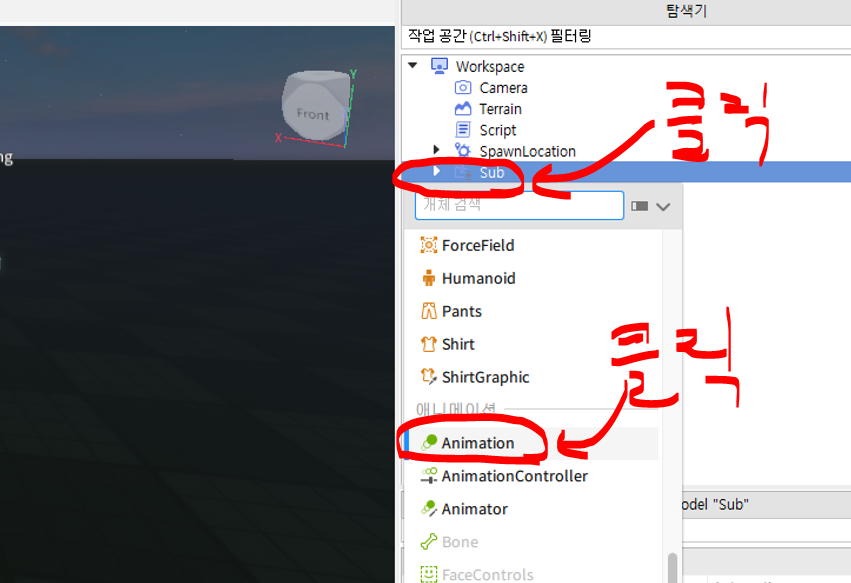 탐색기
작업 공간 (Ctrl+Shift+X) 필터링
Workspace
Camera
Terrain
Script
SpawnLocation
Sub
클릭
개체 검색
ForceField
Humanoid
Pants
Shirt
ShirtGraphic
애니메이션
Animation
클릭
AnimationController
Animator
Bone
FaceControls
odel "Sub"
Front
Y
X
ng